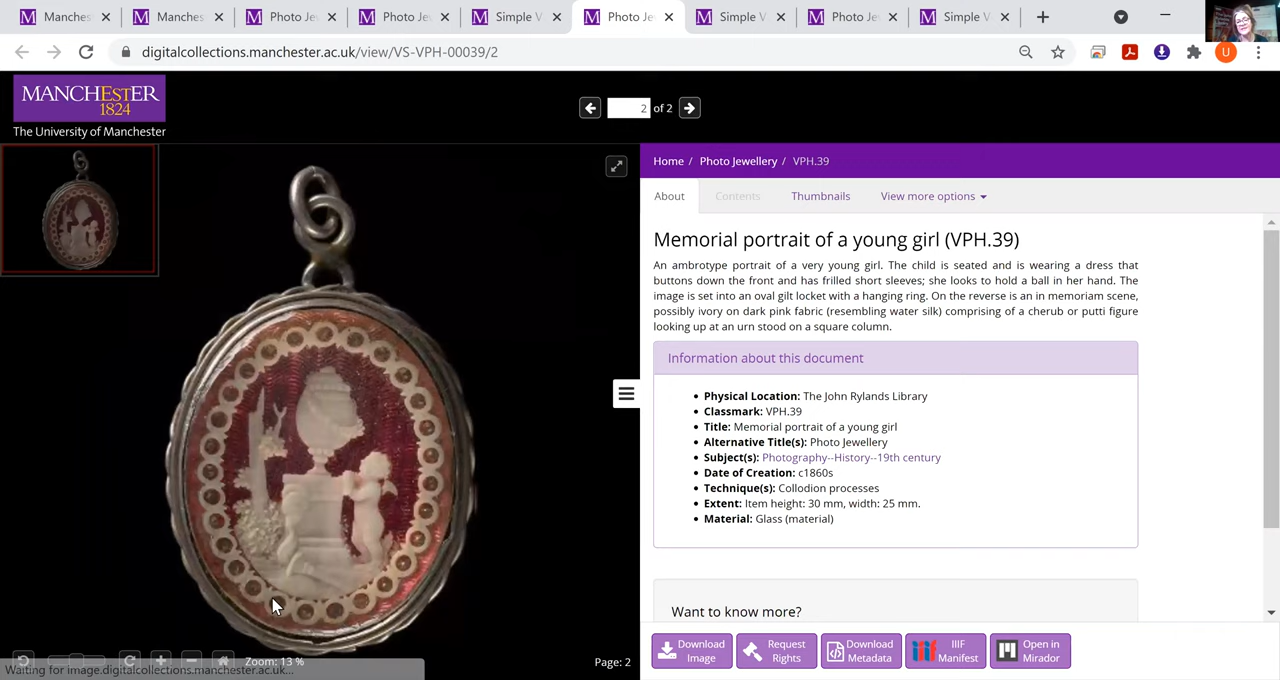 Manches
Manches
Photo Je
Photo Je
Simple V
Photo Je
Simple V
Photo Je
Simple V
digitalcollections.manchester.ac.uk/view/VS-VPH-00039/2
U
MANCHEsTER
1824
The University of Manchester
2 of 2
Home / Photo Jewellery / VPH.39
About Contents Thumbnails View more options
Memorial portrait of a young girl (VPH.39)
An ambrotype portrait of a very young girl. The child is seated and is wearing a dress that
buttons down the front and has frilled short sleeves; she looks to hold a ball in her hand. The
image is set into an oval gilt locket with a hanging ring. On the reverse is an in memoriam scene,
possibly ivory on dark pink fabric (resembling water silk) comprising of a cherub or putti figure
looking up at an urn stood on a square column.
Information about this document
Physical Location: The John Rylands Library
Classmark: VPH.39
Title: Memorial portrait of a young girl
Alternative Title(s): Photo Jewellery
Subject(s): Photography--History--19th century
Date of Creation: c1860s
Technique(s): Collodion processes
Extent: Item height: 30 mm, width: 25 mm.
Material: Glass (material)
Want to know more?
Download Image
Request Rights
Download Metadata
IIIF Manifest
Open in Mirador
Zoom: 13 %
Page: 2
Waiting for image.digitalcollections.manchester.ac.uk...